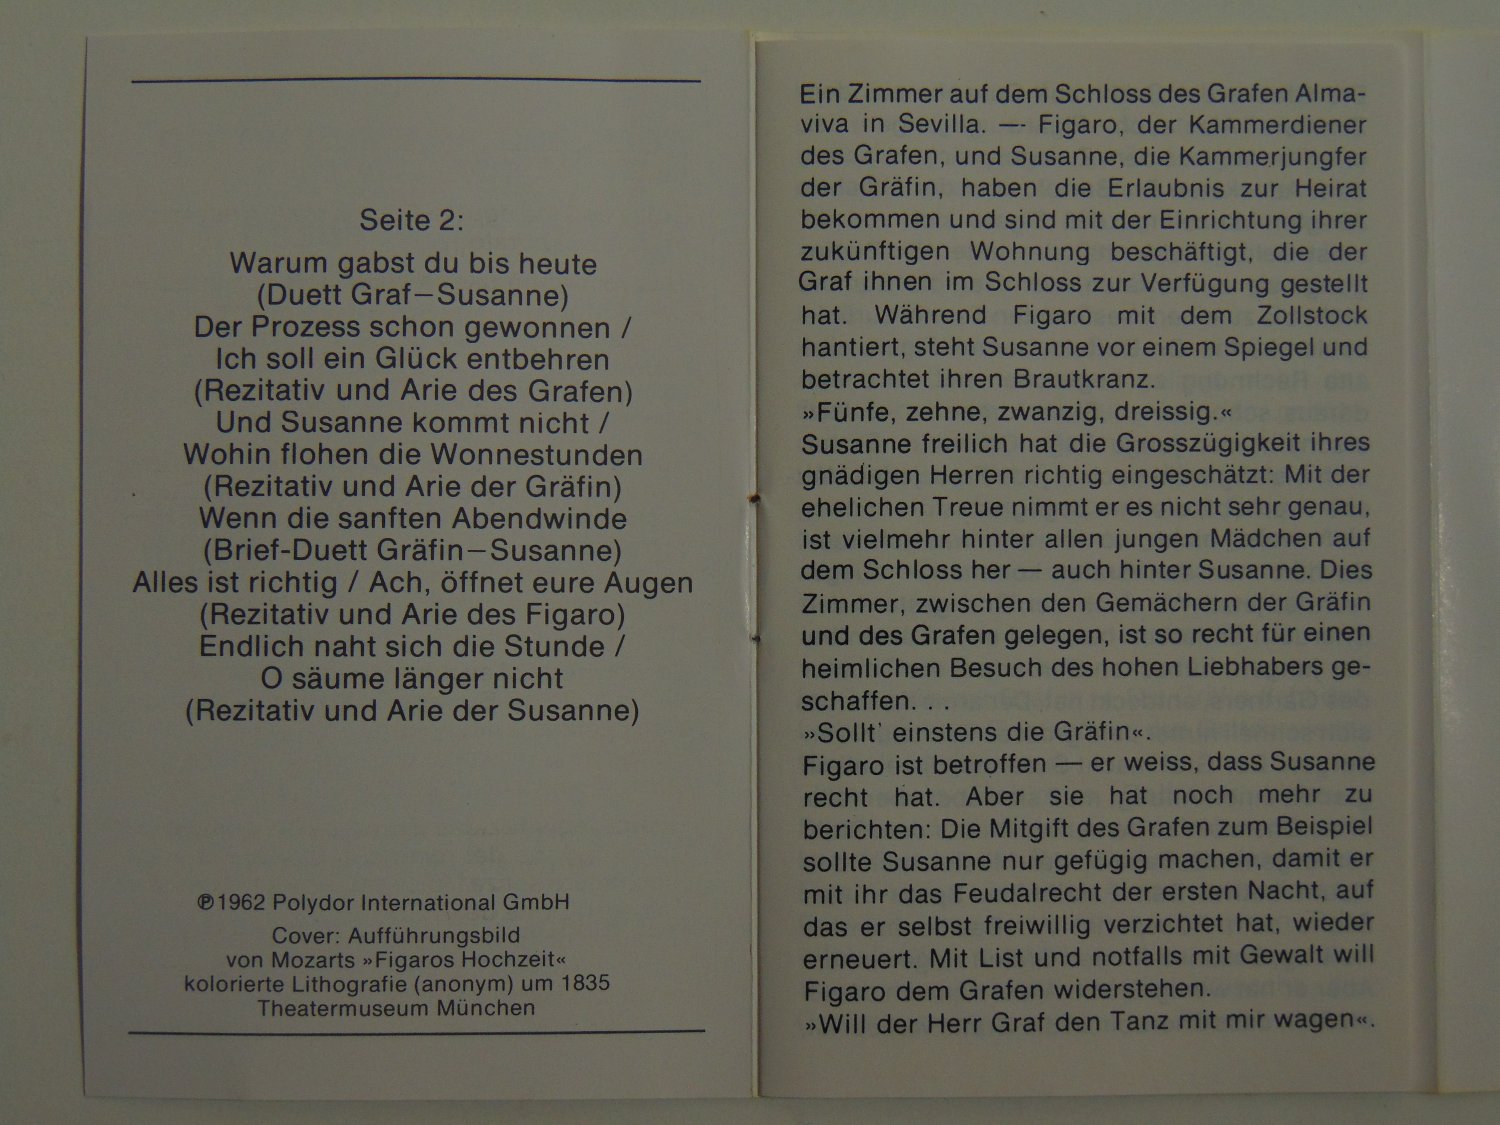 Seite 2:
Warum gabst du bis heute
(Duett Graf—Susanne)
Der Prozess schon gewonnen /
Ich soll ein Glück entbehren
(Rezitativ und Arie des Grafen)
Und Susanne kommt nicht /
Wohin flohen die Wonnestunden
(Rezitativ und Arie der Gräfin)
Wenn die sanften Abendwinde
(Brief-Duett Gräfin—Susanne)
Alles ist richtig / Ach, öffnet eure Augen
(Rezitativ und Arie des Figaro)
Endlich naht sich die Stunde /
O säume länger nicht
(Rezitativ und Arie der Susanne)
℗ 1962 Polydor International GmbH
Cover: Aufführungsbild
von Mozarts »Figaros Hochzeit«
kolorierte Lithografie (anonym) um 1835
Theatermuseum München
Ein Zimmer auf dem Schloss des Grafen Alma-
viva in Sevilla. — Figaro, der Kammerdiener
des Grafen, und Susanne, die Kammerjungfer
der Gräfin, haben die Erlaubnis zur Heirat
bekommen und sind mit der Einrichtung ihrer
zukünftigen Wohnung beschäftigt, die der
Graf ihnen im Schloss zur Verfügung gestellt
hat. Während Figaro mit dem Zollstock
hantiert, steht Susanne vor einem Spiegel und
betrachtet ihren Brautkranz.
»Fünfe, zehne, zwanzig, dreissig.«
Susanne freilich hat die Grosszügigkeit ihres
gnädigen Herren richtig eingeschätzt: Mit der
ehelichen Treue nimmt er es nicht sehr genau,
ist vielmehr hinter allen jungen Mädchen auf
dem Schloss her — auch hinter Susanne. Dies
Zimmer, zwischen den Gemächern der Gräfin
und des Grafen gelegen, ist so recht für einen
heimlichen Besuch des hohen Liebhabers ge-
schaffen. . .
»Sollt' einstens die Gräfin«.
Figaro ist betroffen — er weiss, dass Susanne
recht hat. Aber sie hat noch mehr zu
berichten: Die Mitgift des Grafen zum Beispiel
sollte Susanne nur gefügig machen, damit er
mit ihr das Feudalrecht der ersten Nacht, auf
das er selbst freiwillig verzichtet hat, wieder
erneuert. Mit List und notfalls mit Gewalt will
Figaro dem Grafen widerstehen.
»Will der Herr Graf den Tanz mit mir wagen«.